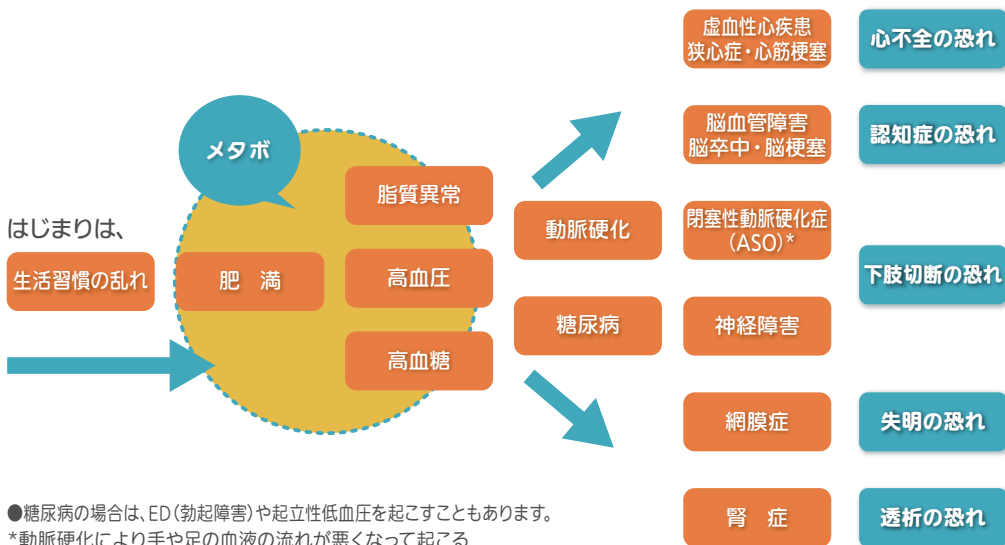 はじまりは、
生活習慣の乱れ
メタボ
肥 満
脂質異常
高血圧
高血糖
動脈硬化
糖尿病
虚血性心疾患
狭心症・心筋梗塞
心不全の恐れ
脳血管障害
脳卒中・脳梗塞
認知症の恐れ
閉塞性動脈硬化症
(ASO)*
下肢切断の恐れ
神経障害
網膜症
失明の恐れ
腎 症
透析の恐れ
●糖尿病の場合は、ED(勃起障害)や起立性低血圧を起こすこともあります。
*動脈硬化により手や足の血液の流れが悪くなって起こる